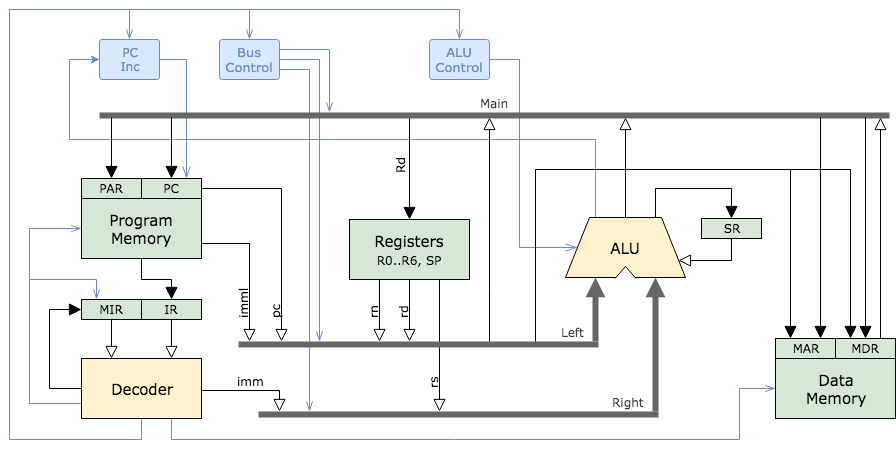 PC
Inc
Bus
Control
ALU
Control
Main
Rd
PAR
PC
Program
Memory
Registers
R0..R6, SP
ALU
SR
imml
pc
rn
rd
MIR
IR
Left
MAR
MDR
Decoder
imm
rs
Data
Memory
Right